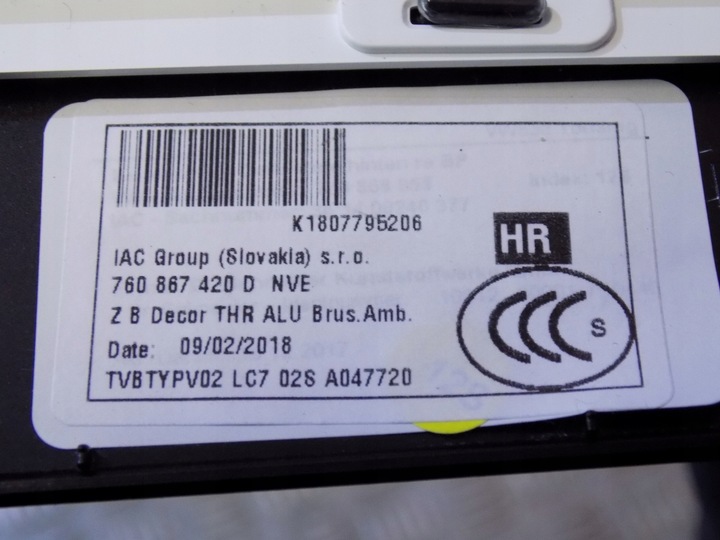 K1807795206
HR
IAC Group (Slovakia) s.r.o.
760 867 420 D NVE
Z B Decor THR ALU Brus.Amb.
S
Date: 09/02/2018
TVBTYPV02 LC7 02S A047720